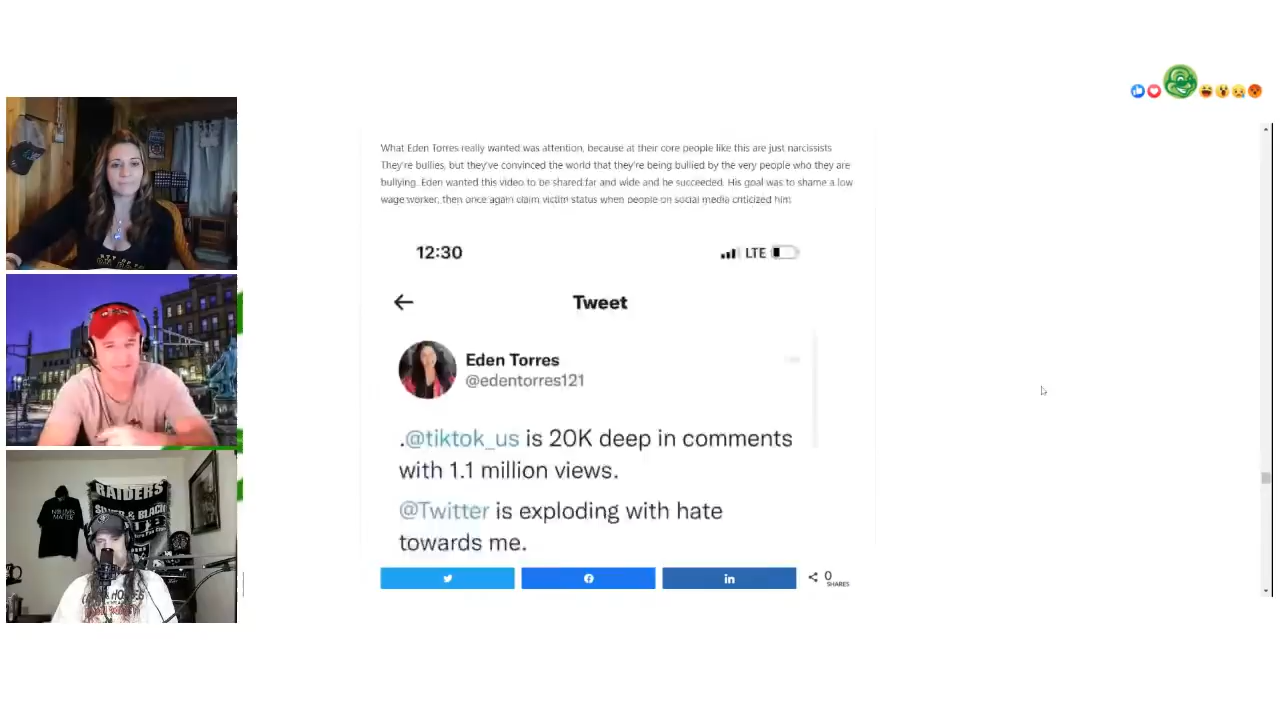 What Eden Torres really wanted was attention, because at their core people like this are just narcissists
They're bullies, but they've convinced the world that they're being bullied by the very people who they are
bullying. Eden wanted this video to be shared far and wide and he succeeded. His goal was to shame a low
wage worker, then once again claim victim status when people on social media criticized him
12:30
LTE
Tweet
Eden Torres
@edentorres121
.@tiktok_us is 20K deep in comments
with 1.1 million views.
@Twitter is exploding with hate
towards me.
0
SHARES
RAIDERS
SILVER & BLACK
MATTER